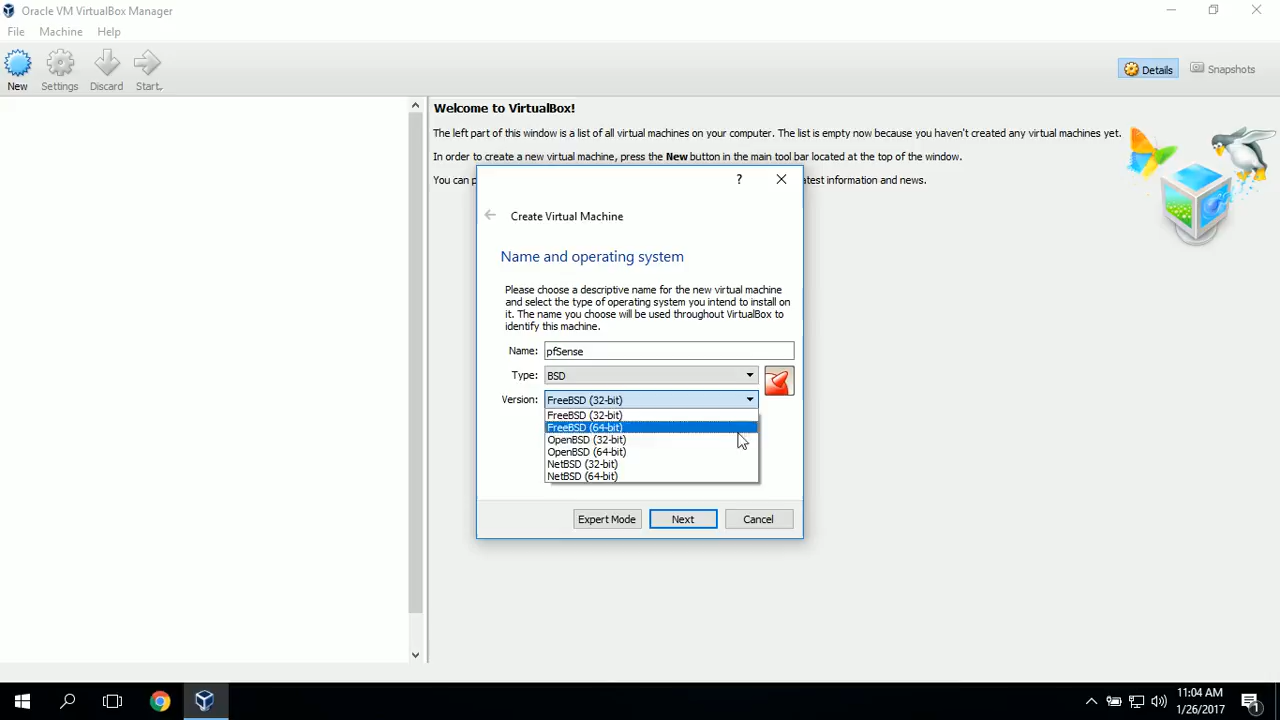 Oracle VM VirtualBox Manager
File Machine Help
New Settings Discard Start
Details Snapshots
Welcome to VirtualBox!
The left part of this window is a list of all virtual machines on your computer. The list is empty now because you haven't created any virtual machines yet.
In order to create a new virtual machine, press the New button in the main tool bar located at the top of the window.
You can atest information and news.
?
Create Virtual Machine
Name and operating system
Please choose a descriptive name for the new virtual machine
and select the type of operating system you intend to install on
it. The name you choose will be used throughout VirtualBox to
identify this machine.
Name: pfSense
Type: BSD
Version: FreeBSD (32-bit)
FreeBSD (32-bit)
FreeBSD (64-bit)
OpenBSD (32-bit)
OpenBSD (64-bit)
NetBSD (32-bit)
NetBSD (64-bit)
Expert Mode Next Cancel
11:04 AM
1/26/2017
1